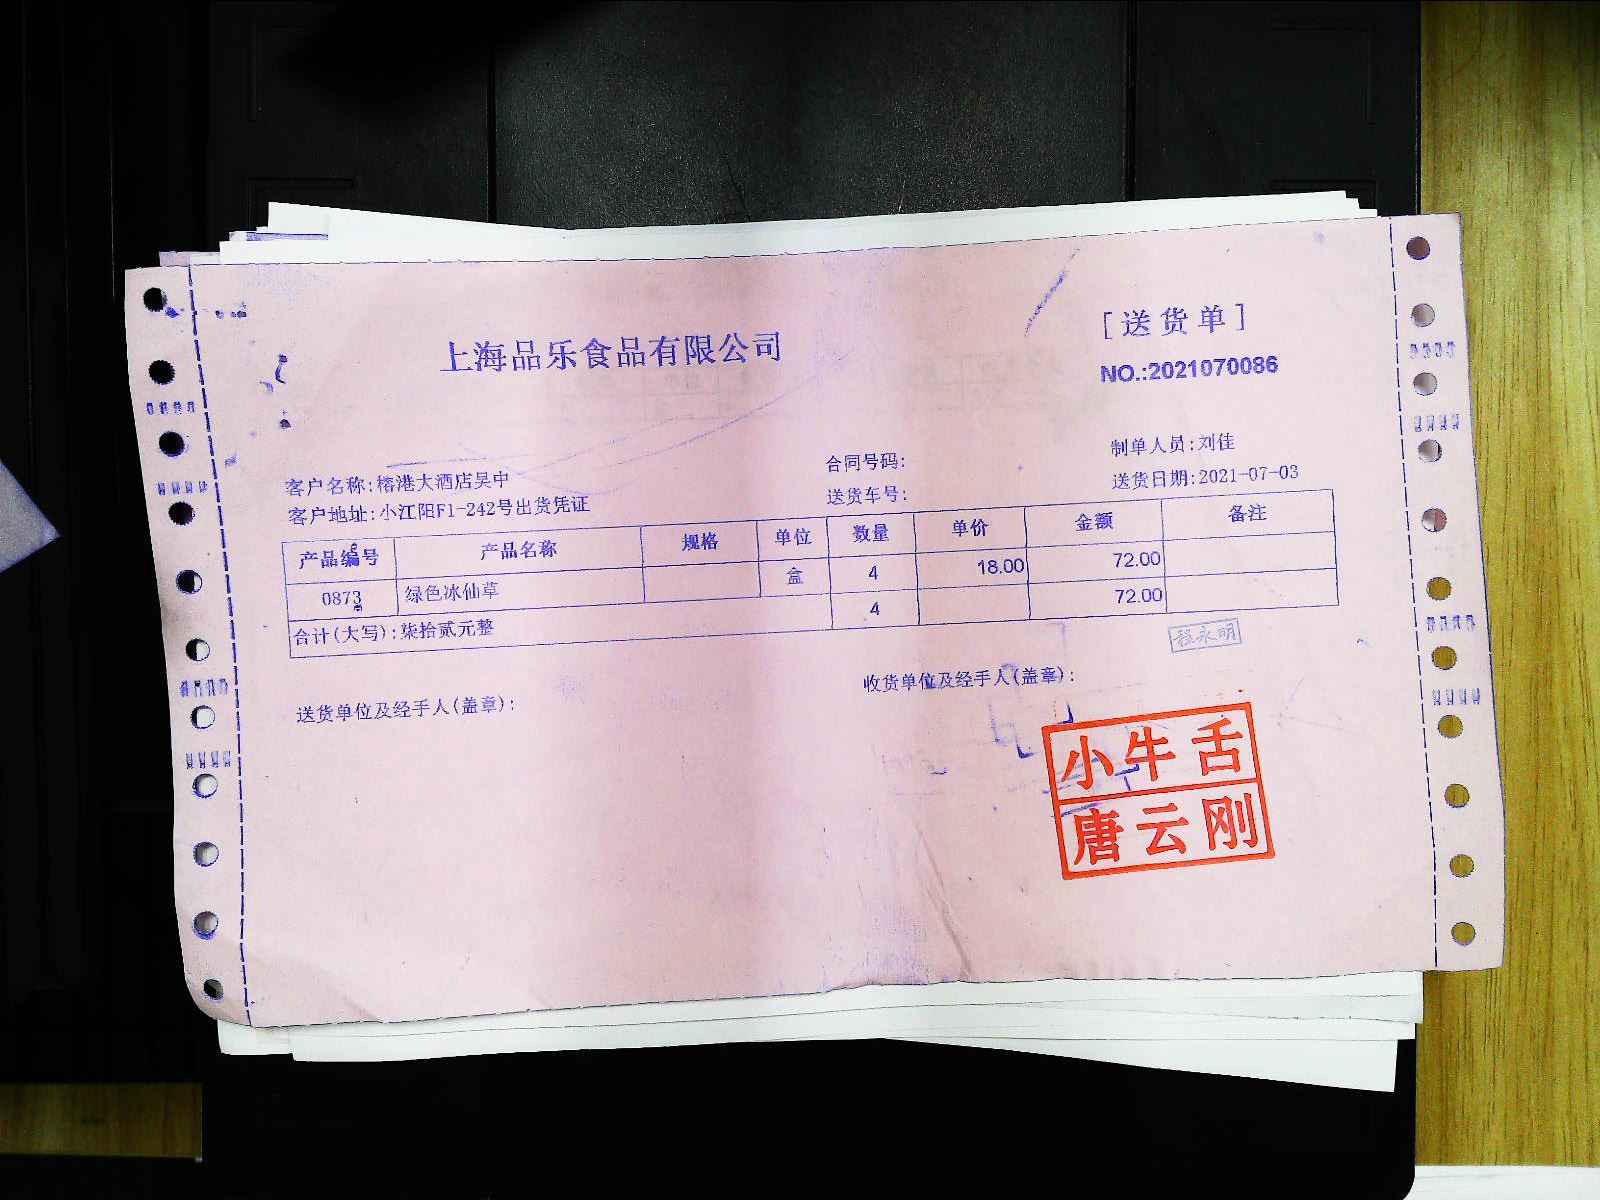 上海品乐食品有限公司
[送货单]
NO.:2021070086
客户名称:榕港大酒店吴中
合同号码:
制单人员:刘佳
客户地址:小江阳F1-242号出货凭证
送货车号:
送货日期:2021-07-03
产品编号 产品名称 规格 单位 数量 单价 金额 备注
0873 绿色冰仙草 盒 4 18.00 72.00
合计(大写):柒拾贰元整 4 72.00
程永明
送货单位及经手人(盖章):
收货单位及经手人(盖章):
小牛舌
唐云刚